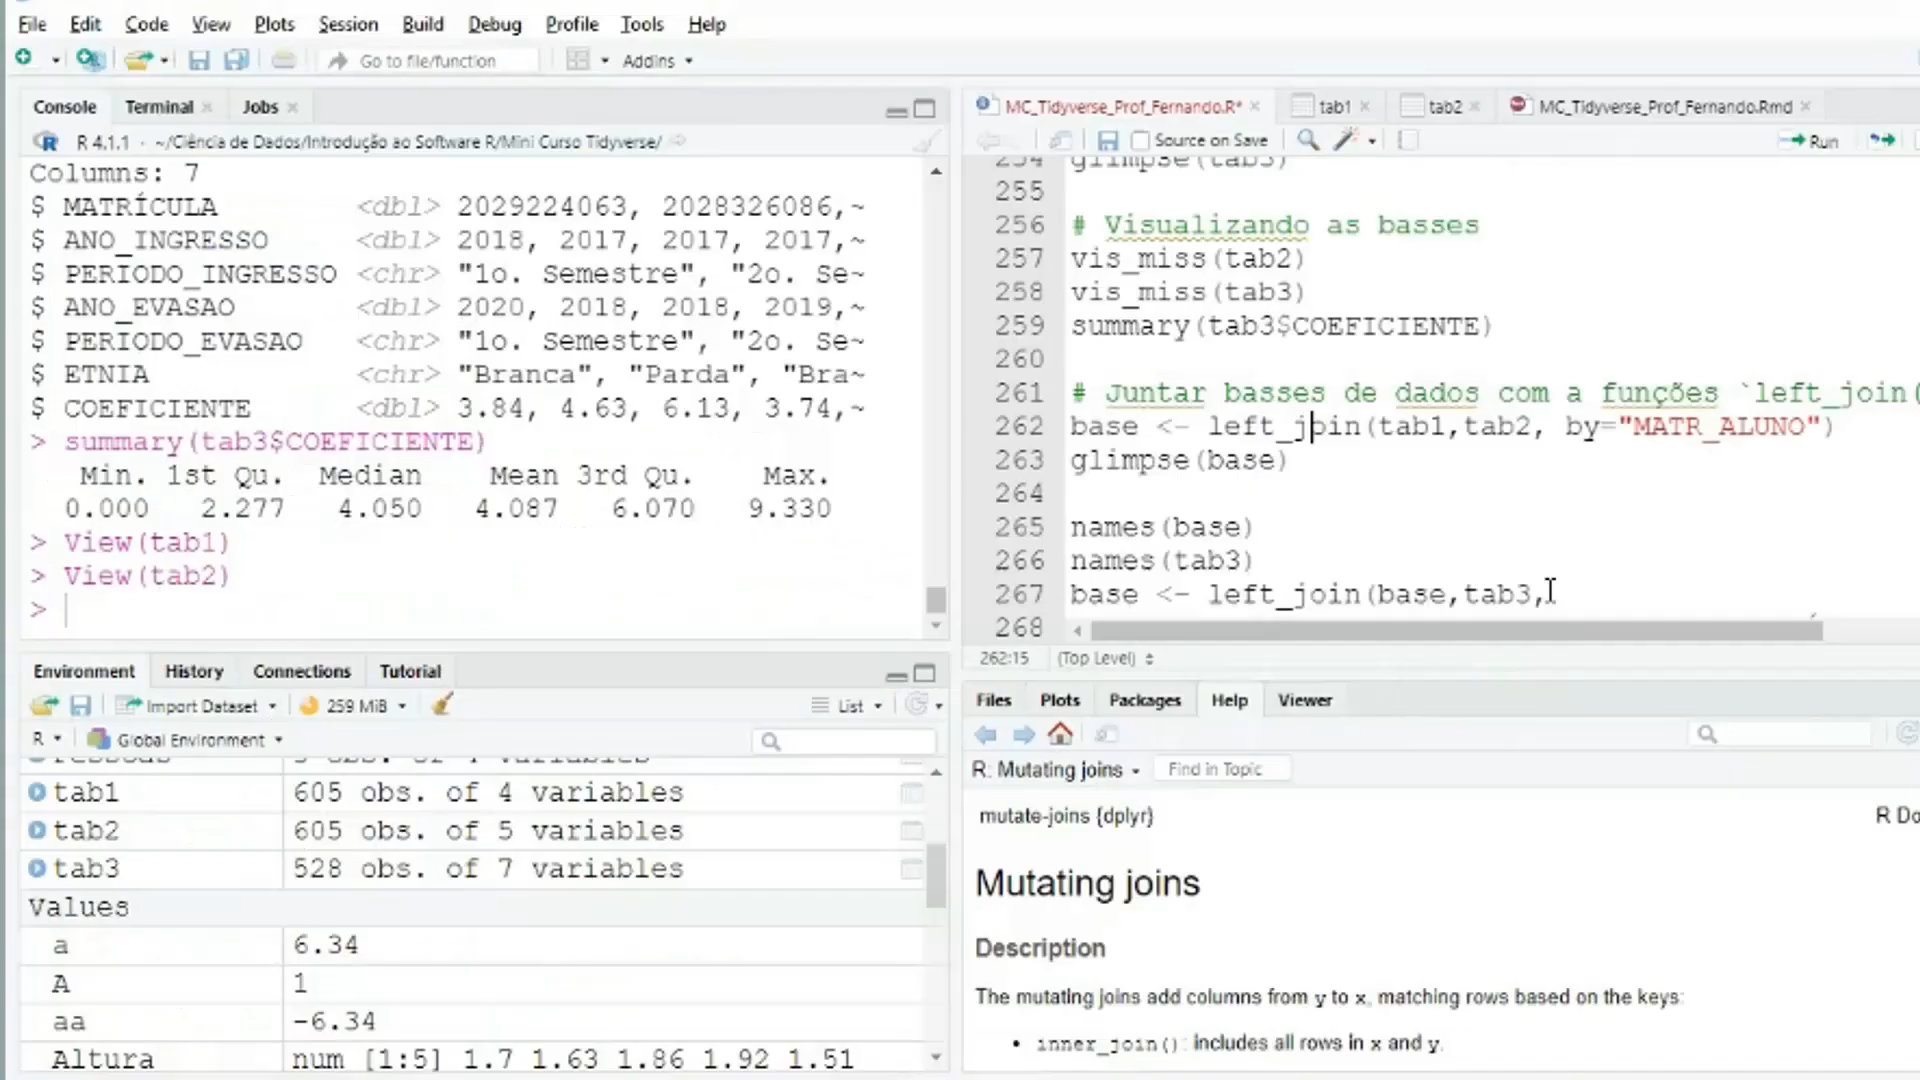 File Edit Code View Plots Session Build Debug Profile Tools Help
Go to file/function Addins
Console Terminal Jobs
R 4.1.1 · ~/Ciência de Dados/Introdução ao Software R/Mini Curso Tidyverse/
Columns: 7
$ MATRÍCULA <dbl> 2029224063, 2028326086,~
$ ANO_INGRESSO <dbl> 2018, 2017, 2017, 2017,~
$ PERIODO_INGRESSO <chr> "1o. Semestre", "2o. Se~
$ ANO_EVASAO <dbl> 2020, 2018, 2018, 2019,~
$ PERIODO_EVASAO <chr> "1o. Semestre", "2o. Se~
$ ETNIA <chr> "Branca", "Parda", "Bra~
$ COEFICIENTE <dbl> 3.84, 4.63, 6.13, 3.74,~
> summary(tab3$COEFICIENTE)
Min. 1st Qu. Median Mean 3rd Qu. Max.
0.000 2.277 4.050 4.087 6.070 9.330
> View(tab1)
> View(tab2)
>
MC_Tidyverse_Prof_Fernando.R* tab1 tab2 MC_Tidyverse_Prof_Fernando.Rmd
Source on Save Run
254 glimpse(tab3)
255
256 # Visualizando as basses
257 vis_miss(tab2)
258 vis_miss(tab3)
259 summary(tab3$COEFICIENTE)
260
261 # Juntar basses de dados com a funções `left_join(
262 base <- left_join(tab1,tab2, by="MATR_ALUNO")
263 glimpse(base)
264
265 names(base)
266 names(tab3)
267 base <- left_join(base,tab3,
268
262:15 (Top Level)
Environment History Connections Tutorial
Import Dataset 259 MiB List
R Global Environment
tab1 605 obs. of 4 variables
tab2 605 obs. of 5 variables
tab3 528 obs. of 7 variables
Values
a 6.34
A 1
aa -6.34
Altura num [1:5] 1.7 1.63 1.86 1.92 1.51
Files Plots Packages Help Viewer
R: Mutating joins Find in Topic
mutate-joins {dplyr} R Do
Mutating joins
Description
The mutating joins add columns from y to x, matching rows based on the keys:
• inner_join(): includes all rows in x and y.